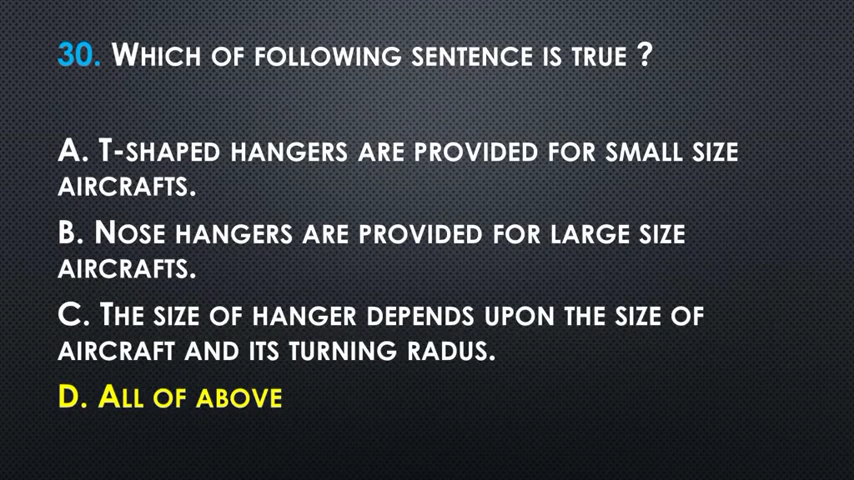 30. Which of following sentence is true ?
A. T-shaped hangers are provided for small size
aircrafts.
B. Nose hangers are provided for large size
aircrafts.
C. The size of hanger depends upon the size of
aircraft and its turning radus.
D. All of above